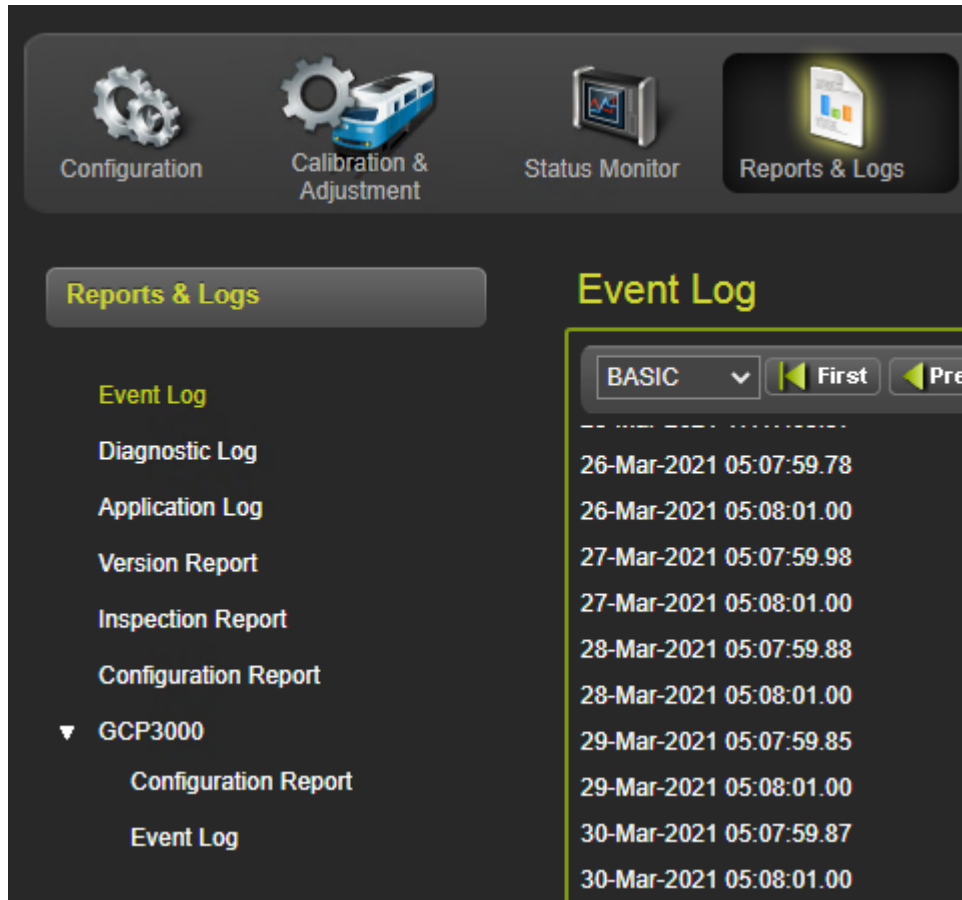 Configuration
Calibration &
Adjustment
Status Monitor
Reports & Logs
Reports & Logs
Event Log
Diagnostic Log
Application Log
Version Report
Inspection Report
Configuration Report
GCP3000
Configuration Report
Event Log
Event Log
BASIC
First
Pre
26-Mar-2021 05:07:59.78
26-Mar-2021 05:08:01.00
27-Mar-2021 05:07:59.98
27-Mar-2021 05:08:01.00
28-Mar-2021 05:07:59.88
28-Mar-2021 05:08:01.00
29-Mar-2021 05:07:59.85
29-Mar-2021 05:08:01.00
30-Mar-2021 05:07:59.87
30-Mar-2021 05:08:01.00